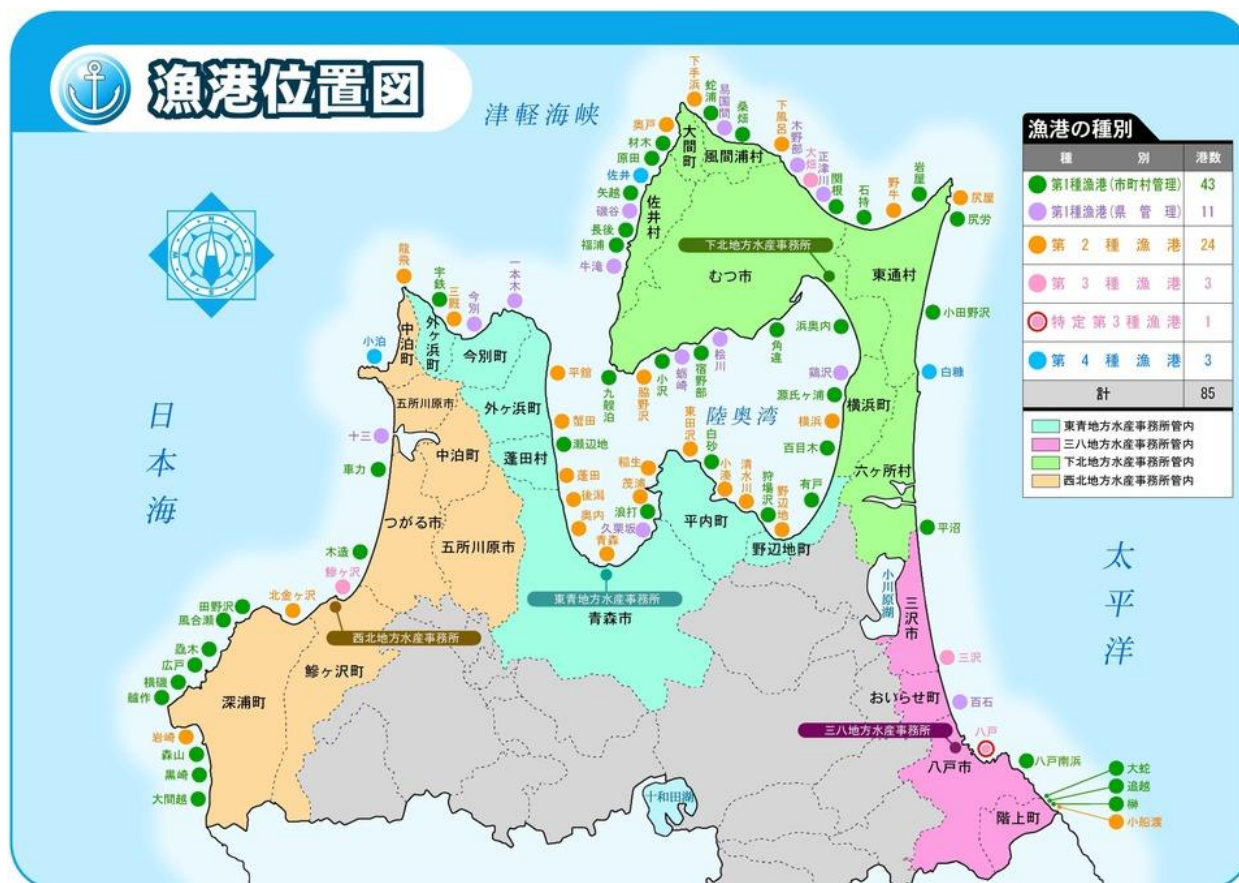 漁港位置図
津軽海峡
日本海
陸奥湾
太平洋
漁港の種別
種 別 港数
第1種漁港(市町村管理) 43
第1種漁港(県管理) 11
第2種漁港 24
第3種漁港 3
特定第3種漁港 1
第4種漁港 3
計 85
東青地方水産事務所管内
三八地方水産事務所管内
下北地方水産事務所管内
西北地方水産事務所管内
下手浜
蛇浦
易国間
桑畑
下風呂
木野部
大畑
正津川
関根
石持
野牛
岩屋
尻屋
尻労
奥戸
材木
原田
佐井
矢越
磯谷
長後
福浦
牛滝
大間町
風間浦村
佐井村
むつ市
東通村
下北地方水産事務所
小田野沢
白糠
浜奥内
角違
桧川
宿野部
蛎崎
小沢
脇野沢
九艘泊
鶏沢
源氏ヶ浦
横浜
百目木
有戸
横浜町
六ヶ所村
平沼
龍飛
宇鉄
三厩
今別
一本木
小泊
中泊町
外ヶ浜町
今別町
五所川原市
外ヶ浜町
平舘
蟹田
瀬辺地
蓬田
後潟
奥内
青森
蓬田村
中泊町
十三
車力
つがる市
五所川原市
東田沢
白砂
小湊
清水川
狩場沢
野辺地
稲生
茂浦
浪打
久栗坂
平内町
野辺地町
東青地方水産事務所
青森市
木造
鰺ヶ沢
北金ヶ沢
田野沢
風合瀬
驫木
広戸
横磯
艫作
西北地方水産事務所
鰺ヶ沢町
深浦町
岩崎
森山
黒崎
大間越
小川原湖
三沢市
三沢
おいらせ町
百石
三八地方水産事務所
八戸
八戸市
八戸南浜
大蛇
追越
榊
小船渡
階上町
十和田湖